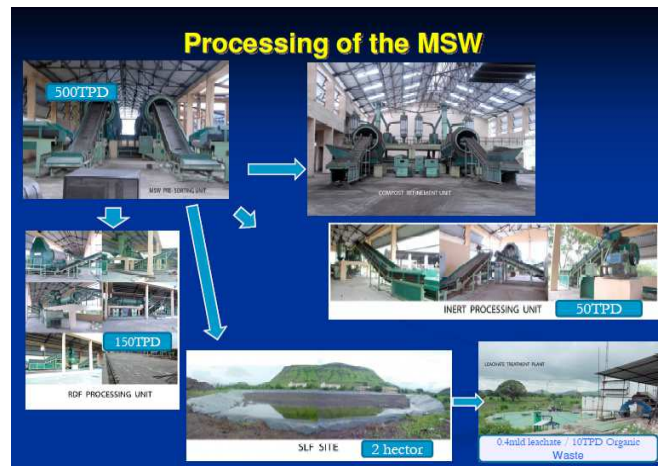 Processing of the MSW
500TPD
MSW PRE SORTING UNIT
COMPOST REFINEMENT UNIT
INERT PROCESSING UNIT
50TPD
150TPD
RDF PROCESSING UNIT
SLF SITE
2 hector
LEACHATE TREATMENT PLANT
0.4mld leachate / 10TPD Organic
Waste